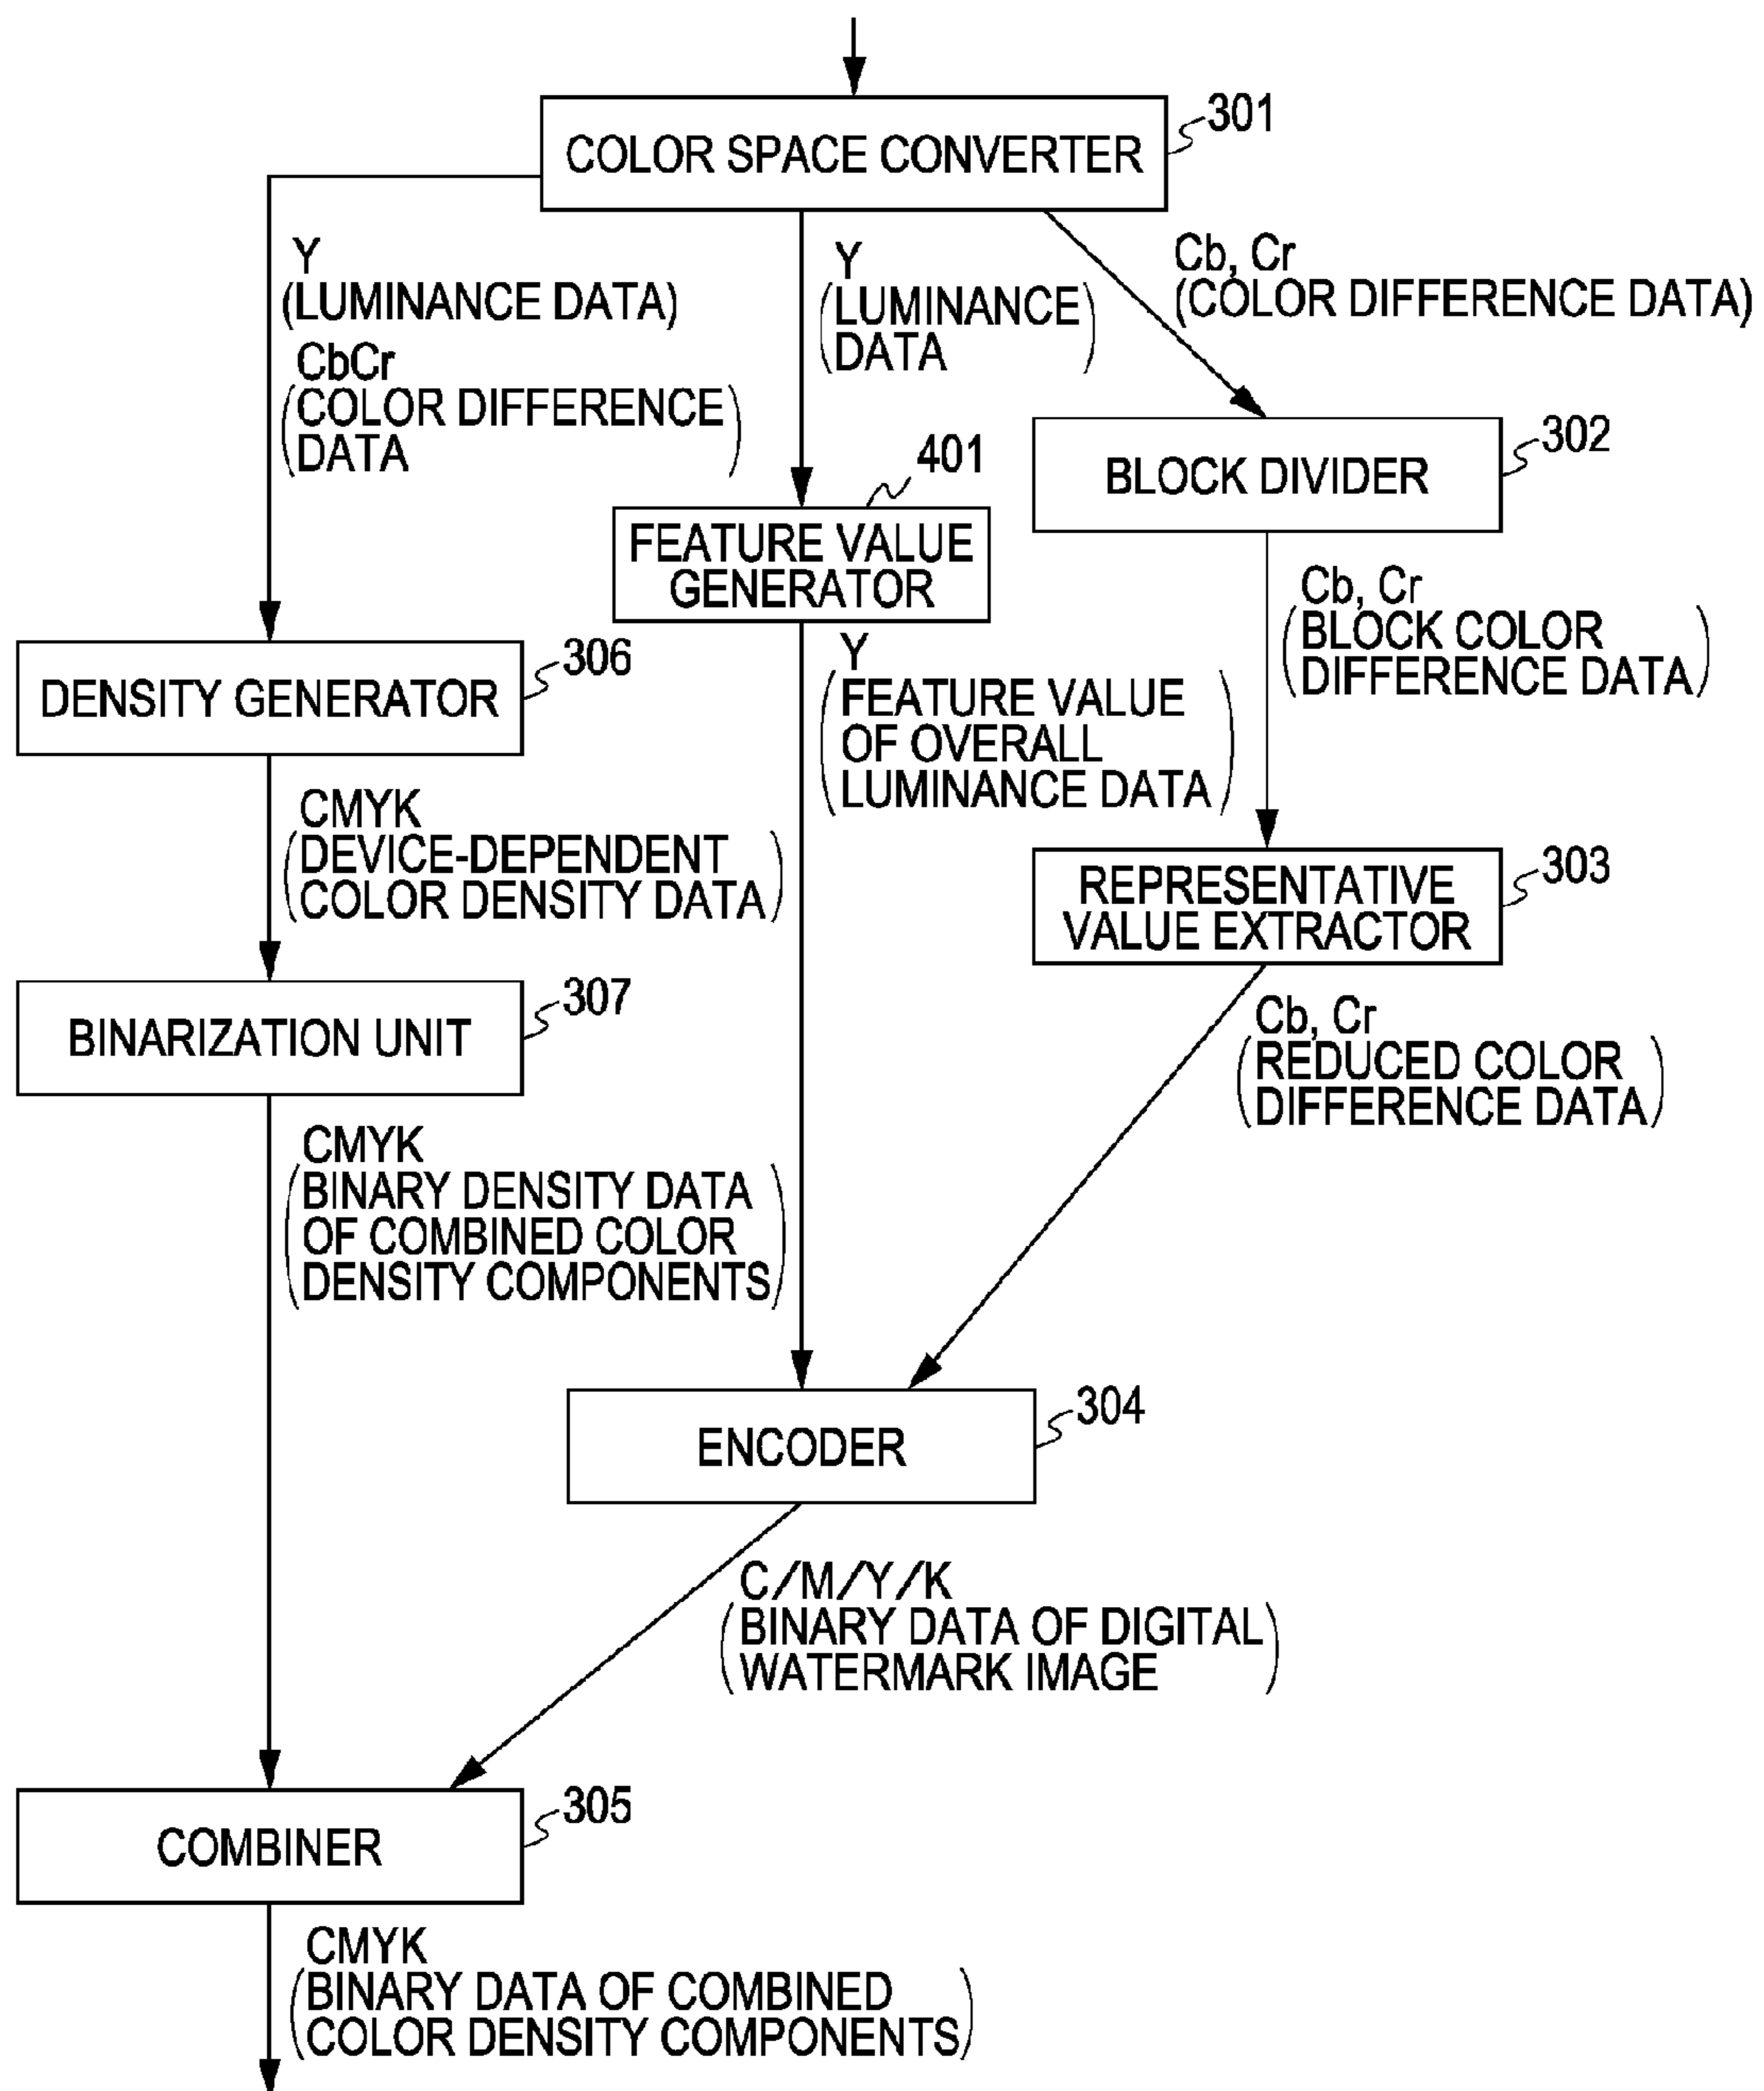 301
COLOR SPACE CONVERTER
Y
(LUMINANCE DATA)
CbCr
(COLOR DIFFERENCE
DATA)
Y
(LUMINANCE
DATA)
Cb, Cr
(COLOR DIFFERENCE DATA)
302
BLOCK DIVIDER
401
FEATURE VALUE
GENERATOR
Cb, Cr
(BLOCK COLOR
DIFFERENCE DATA)
306
DENSITY GENERATOR
Y
(FEATURE VALUE
OF OVERALL
LUMINANCE DATA)
CMYK
(DEVICE-DEPENDENT
COLOR DENSITY DATA)
303
REPRESENTATIVE
VALUE EXTRACTOR
307
BINARIZATION UNIT
Cb, Cr
(REDUCED COLOR
DIFFERENCE DATA)
CMYK
(BINARY DENSITY DATA
OF COMBINED COLOR
DENSITY COMPONENTS)
304
ENCODER
C/M/Y/K
(BINARY DATA OF DIGITAL
WATERMARK IMAGE)
305
COMBINER
CMYK
(BINARY DATA OF COMBINED
COLOR DENSITY COMPONENTS)